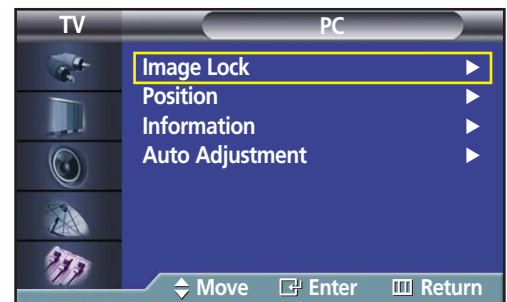 TV PC
Image Lock
Position
Information
Auto Adjustment
Move Enter Return